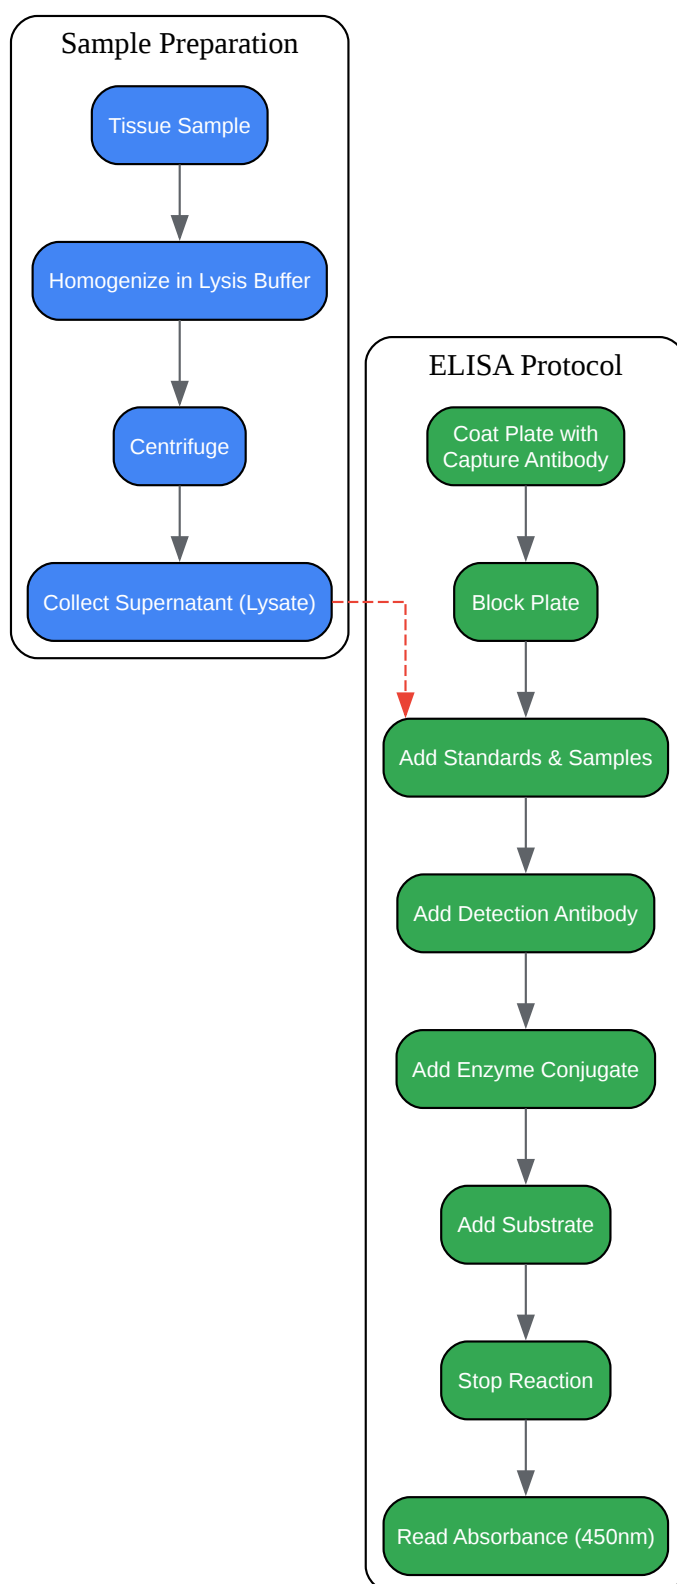 Sample Preparation
Tissue Sample
Homogenize in Lysis Buffer
Centrifuge
Collect Supernatant (Lysate)
ELISA Protocol
Coat Plate with
Capture Antibody
Block Plate
Add Standards & Samples
Add Detection Antibody
Add Enzyme Conjugate
Add Substrate
Stop Reaction
Read Absorbance (450nm)